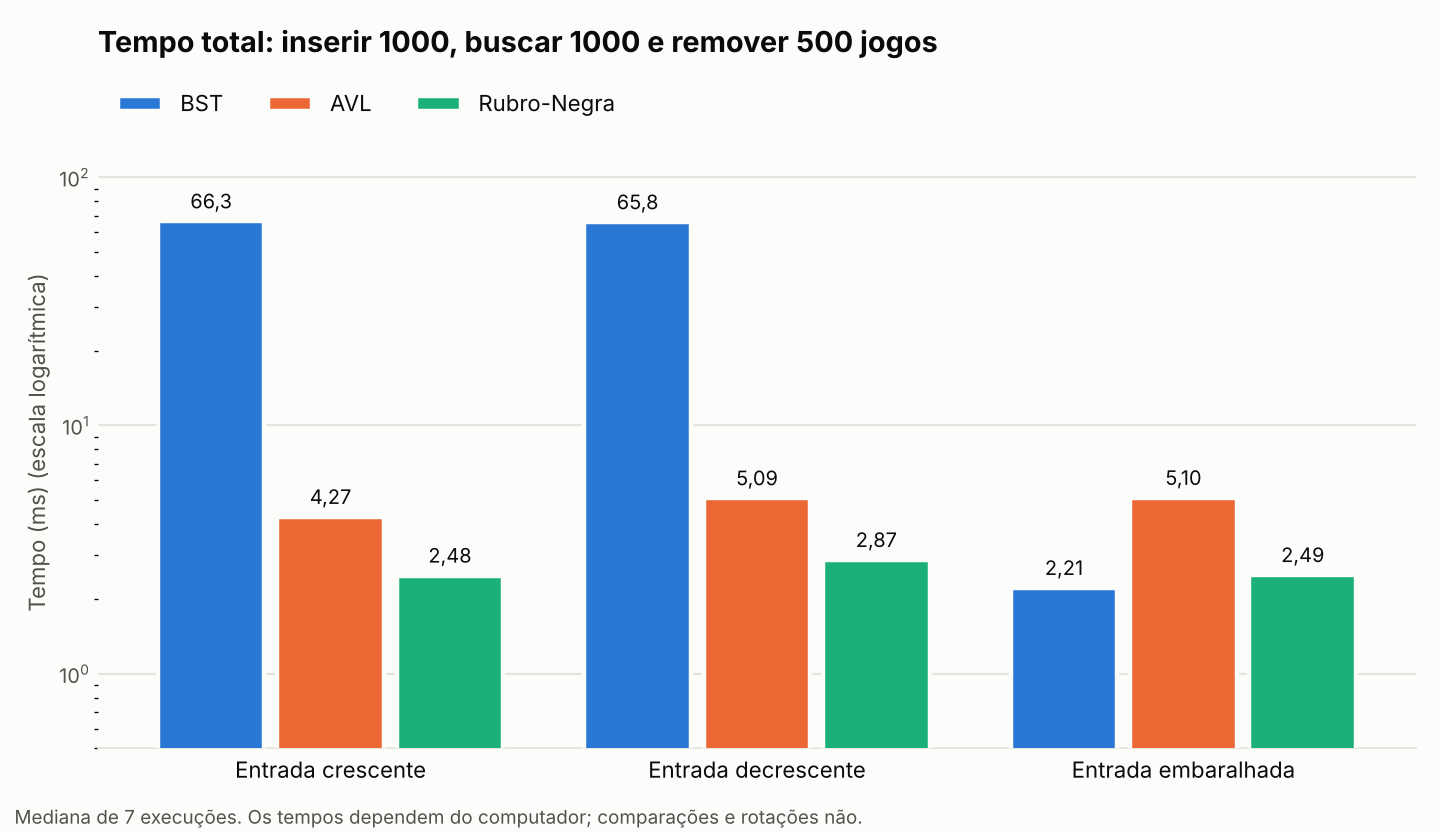 Tempo total: inserir 1000, buscar 1000 e remover 500 jogos
BST AVL Rubro-Negra
Tempo (ms) (escala logarítmica)
10²
10¹
10⁰
66,3
4,27
2,48
65,8
5,09
2,87
2,21
5,10
2,49
Entrada crescente
Entrada decrescente
Entrada embaralhada
Mediana de 7 execuções. Os tempos dependem do computador; comparações e rotações não.